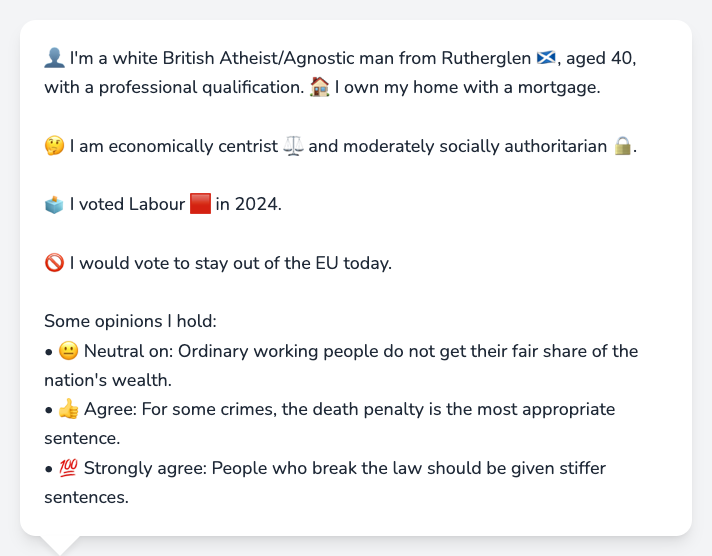 👤 I'm a white British Atheist/Agnostic man from Rutherglen 🏴󠁧󠁢󠁳󠁣󠁴󠁿, aged 40,
with a professional qualification. 🏠 I own my home with a mortgage.
🤔 I am economically centrist ⚖️ and moderately socially authoritarian 🔒.
🗳️ I voted Labour 🟥 in 2024.
🚫 I would vote to stay out of the EU today.
Some opinions I hold:
• 😐 Neutral on: Ordinary working people do not get their fair share of the
nation's wealth.
• 👍 Agree: For some crimes, the death penalty is the most appropriate
sentence.
• 💯 Strongly agree: People who break the law should be given stiffer
sentences.